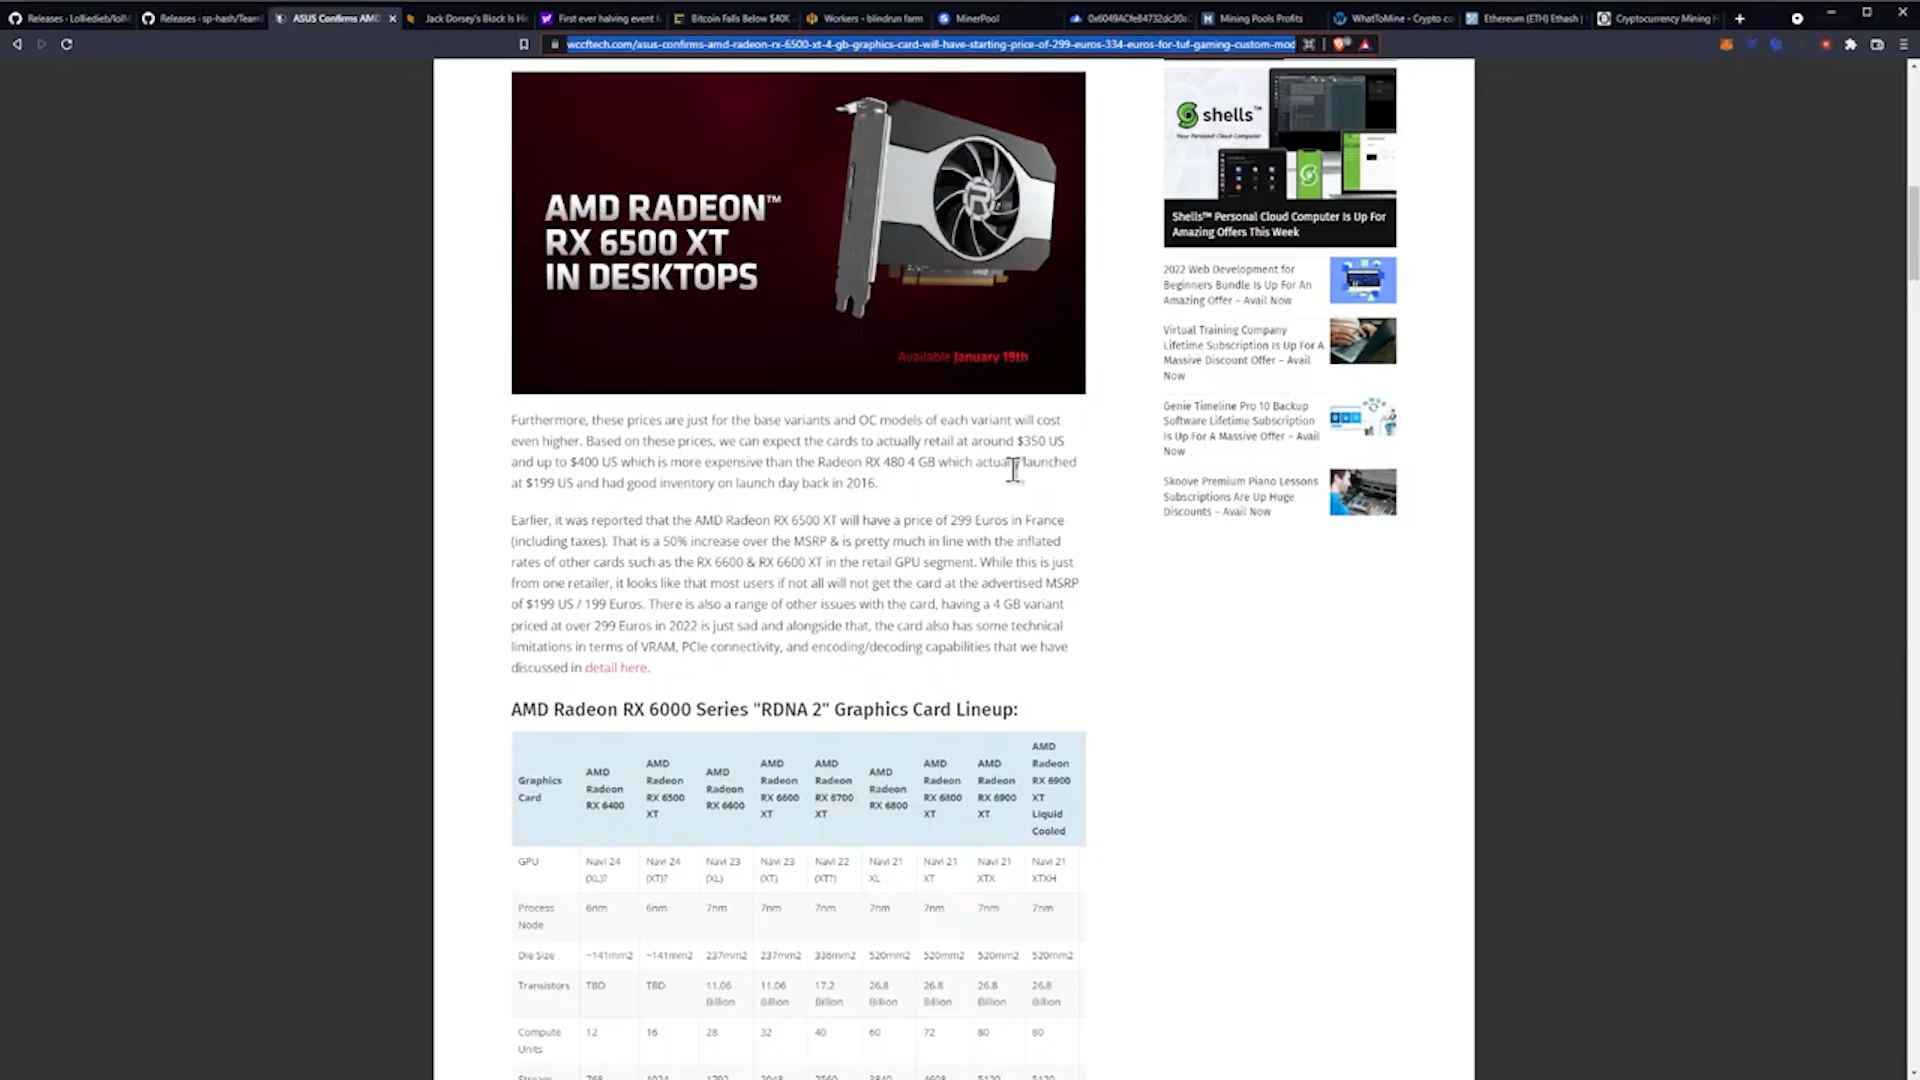 Releases · Lolliedieb/lolM
Releases · sp-hash/Team
ASUS Confirms AMD
Jack Dorsey's Block Is Hi
First ever halving event f
Bitcoin Falls Below $40K
Workers - blindrun farm
MinerPool
Mining Pools Profits
WhatToMine - Crypto co
Ethereum (ETH) Ethash |
Cryptocurrency Mining H
wccftech.com/asus-confirms-amd-radeon-rx-6500-xt-4-gb-graphics-card-will-have-starting-price-of-299-euros-334-euros-for-tuf-gaming-custom-mod
AMD RADEON™
RX 6500 XT
IN DESKTOPS
Available January 19th
Furthermore, these prices are just for the base variants and OC models of each variant will cost
even higher. Based on these prices, we can expect the cards to actually retail at around $350 US
and up to $400 US which is more expensive than the Radeon RX 480 4 GB which actually launched
at $199 US and had good inventory on launch day back in 2016.
Earlier, it was reported that the AMD Radeon RX 6500 XT will have a price of 299 Euros in France
(including taxes). That is a 50% increase over the MSRP & is pretty much in line with the inflated
rates of other cards such as the RX 6600 & RX 6600 XT in the retail GPU segment. While this is just
from one retailer, it looks like that most users if not all will not get the card at the advertised MSRP
of $199 US / 199 Euros. There is also a range of other issues with the card, having a 4 GB variant
priced at over 299 Euros in 2022 is just sad and alongside that, the card also has some technical
limitations in terms of VRAM, PCIe connectivity, and encoding/decoding capabilities that we have
discussed in detail here.
AMD Radeon RX 6000 Series "RDNA 2" Graphics Card Lineup:
Graphics Card AMD Radeon RX 6400 AMD Radeon RX 6500 XT AMD Radeon RX 6600 AMD Radeon RX 6600 XT AMD Radeon RX 6700 XT AMD Radeon RX 6800 AMD Radeon RX 6800 XT AMD Radeon RX 6900 XT AMD Radeon RX 6900 XT Liquid Cooled
GPU Navi 24 (XL)? Navi 24 (XT)? Navi 23 (XL) Navi 23 (XT) Navi 22 (XT?) Navi 21 XL Navi 21 XT Navi 21 XTX Navi 21 XTXH
Process Node 6nm 6nm 7nm 7nm 7nm 7nm 7nm 7nm 7nm
Die Size ~141mm2 ~141mm2 237mm2 237mm2 336mm2 520mm2 520mm2 520mm2 520mm2
Transistors TBD TBD 11.06 Billion 11.06 Billion 17.2 Billion 26.8 Billion 26.8 Billion 26.8 Billion 26.8 Billion
Compute Units 12 16 28 32 40 60 72 80 80
shells™
Your Personal Cloud Computer
Shells™ Personal Cloud Computer Is Up For
Amazing Offers This Week
2022 Web Development for
Beginners Bundle Is Up For An
Amazing Offer – Avail Now
Virtual Training Company
Lifetime Subscription Is Up For A
Massive Discount Offer – Avail
Now
Genie Timeline Pro 10 Backup
Software Lifetime Subscription
Is Up For A Massive Offer – Avail
Now
Skoove Premium Piano Lessons
Subscriptions Are Up Huge
Discounts – Avail Now